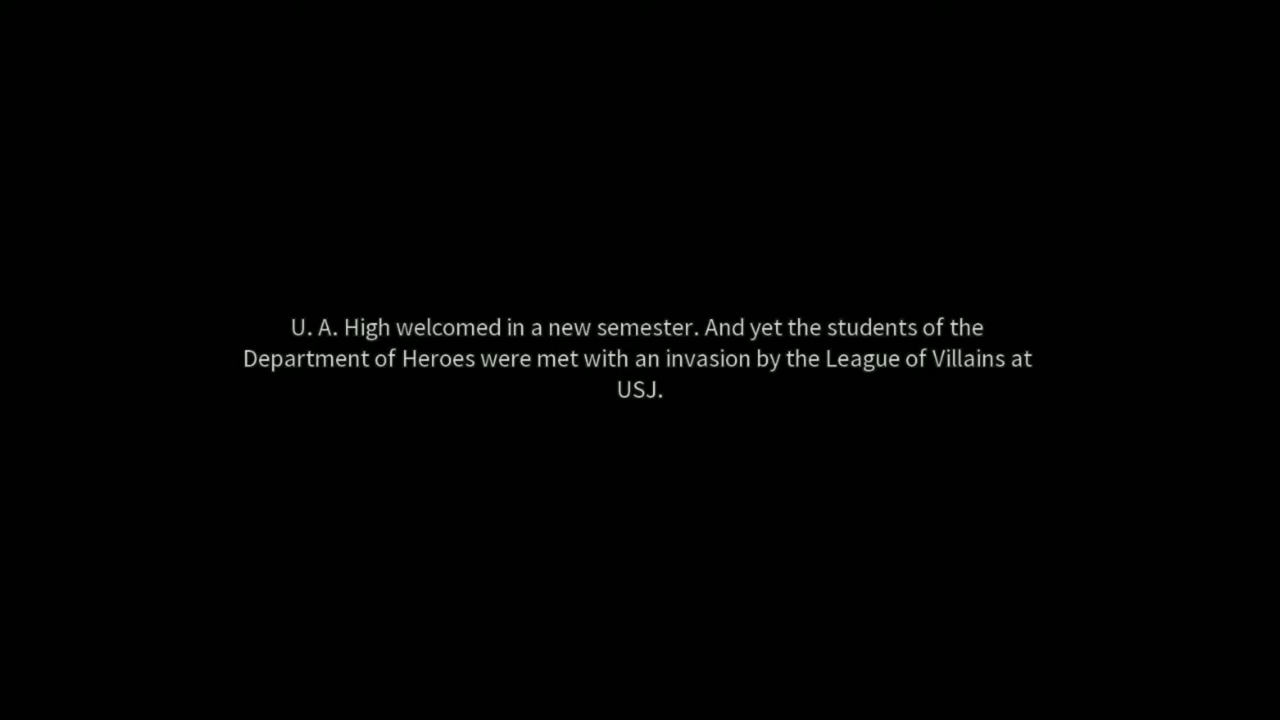 U. A. High welcomed in a new semester. And yet the students of the
Department of Heroes were met with an invasion by the League of Villains at
USJ.